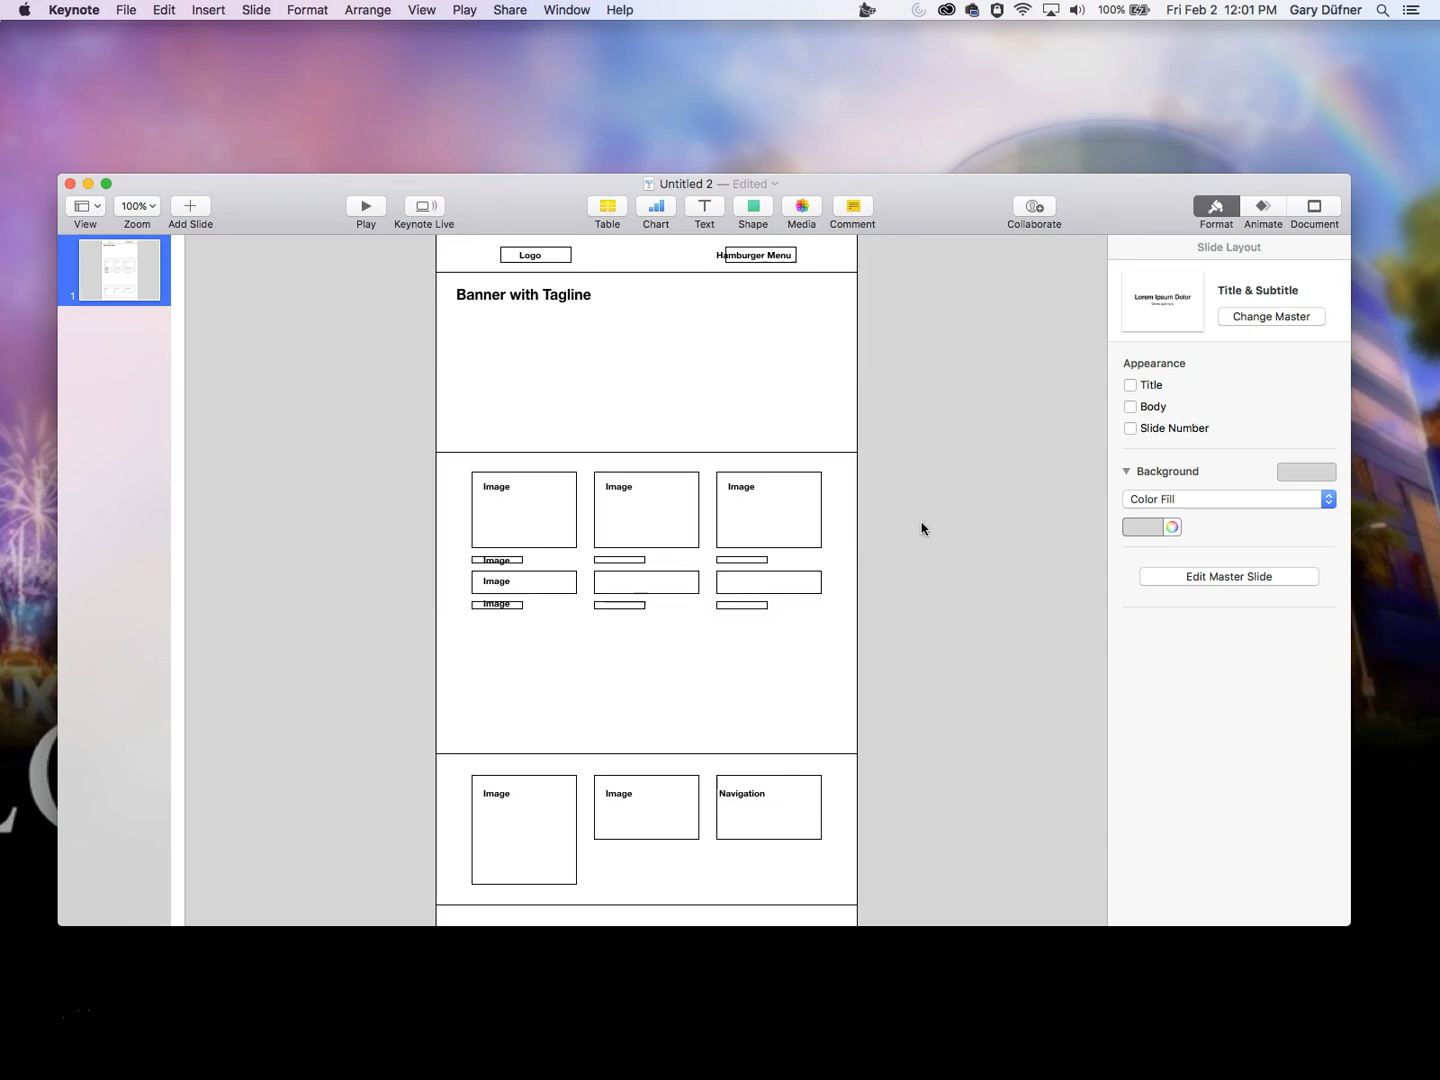 Keynote File Edit Insert Slide Format Arrange View Play Share Window Help 100% Fri Feb 2 12:01 PM Gary Düfner
Untitled 2 — Edited
100%
View Zoom Add Slide Play Keynote Live Table Chart Text Shape Media Comment Collaborate Format Animate Document
1
Logo Hamburger Menu
Banner with Tagline
Image Image Image
Image
Image
Image
Image Image Navigation
Slide Layout
Lorem Ipsum Dolor
Title & Subtitle
Change Master
Appearance
Title
Body
Slide Number
Background
Color Fill
Edit Master Slide